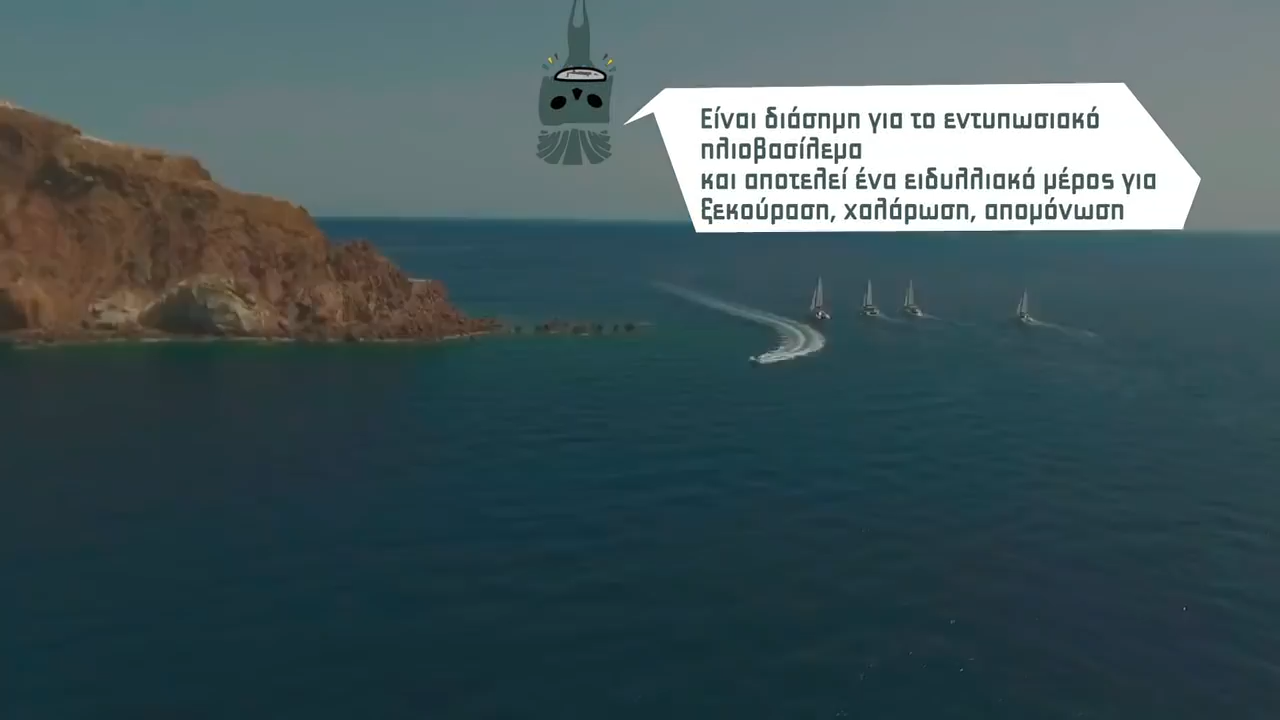 Είναι διάσημη για το εντυπωσιακό
ηλιοβασίλεμα
και αποτελεί ένα ειδυλλιακό μέρος για
ξεκούραση, χαλάρωση, απομόνωση